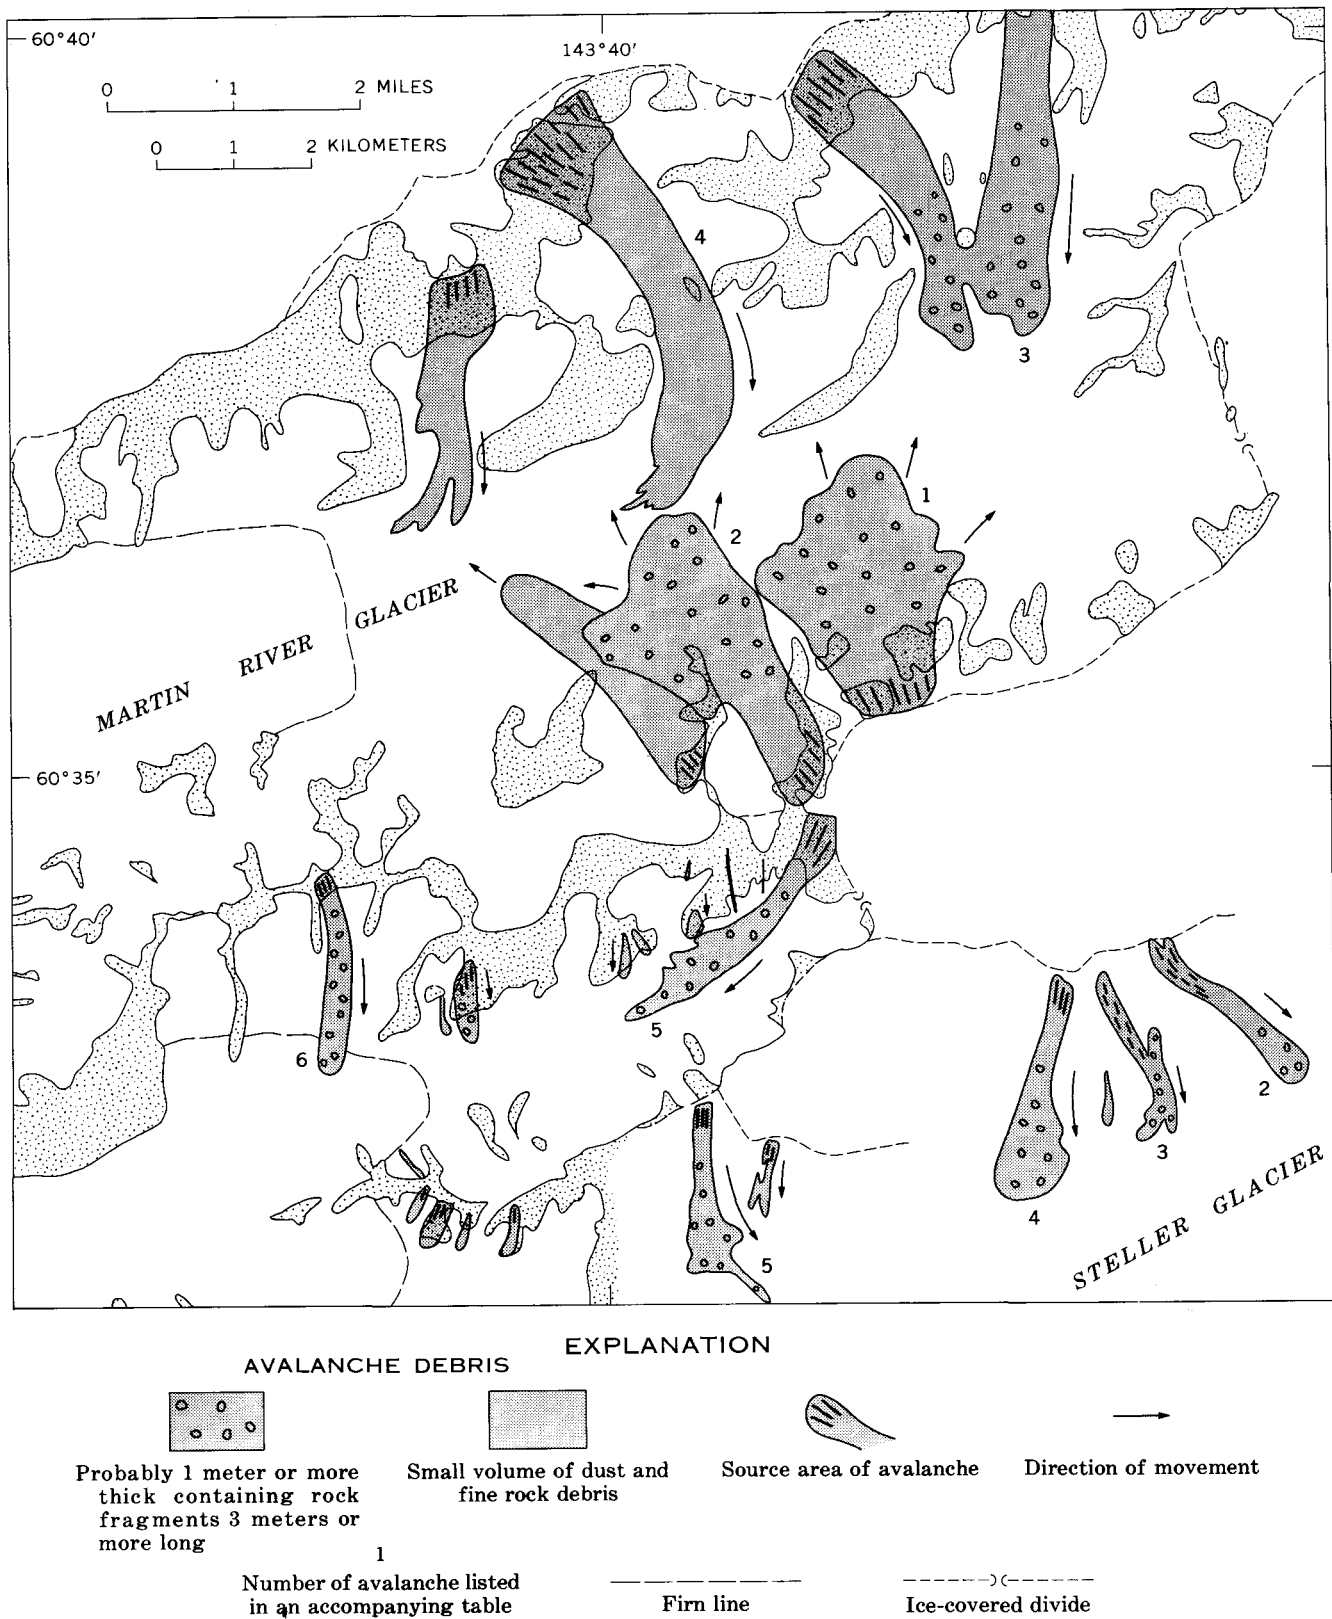 60°40′
143°40′
0 1 2 MILES
0 1 2 KILOMETERS
4
3
1
2
MARTIN RIVER GLACIER
60°35′
5
6
2
3
4
5
STELLER GLACIER
EXPLANATION
AVALANCHE DEBRIS
Probably 1 meter or more
thick containing rock
fragments 3 meters or
more long
Small volume of dust and
fine rock debris
Source area of avalanche
Direction of movement
1
Number of avalanche listed
in an accompanying table
Firn line
Ice-covered divide